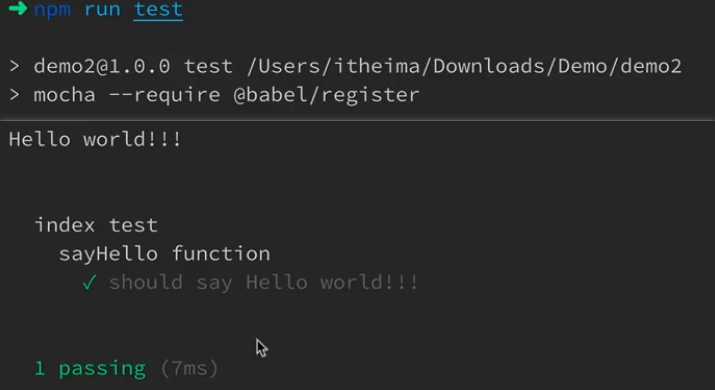 ➜ npm run test
> demo2@1.0.0 test /Users/itheima/Downloads/Demo/demo2
> mocha --require @babel/register
Hello world!!!
index test
sayHello function
✓ should say Hello world!!!
1 passing (7ms)